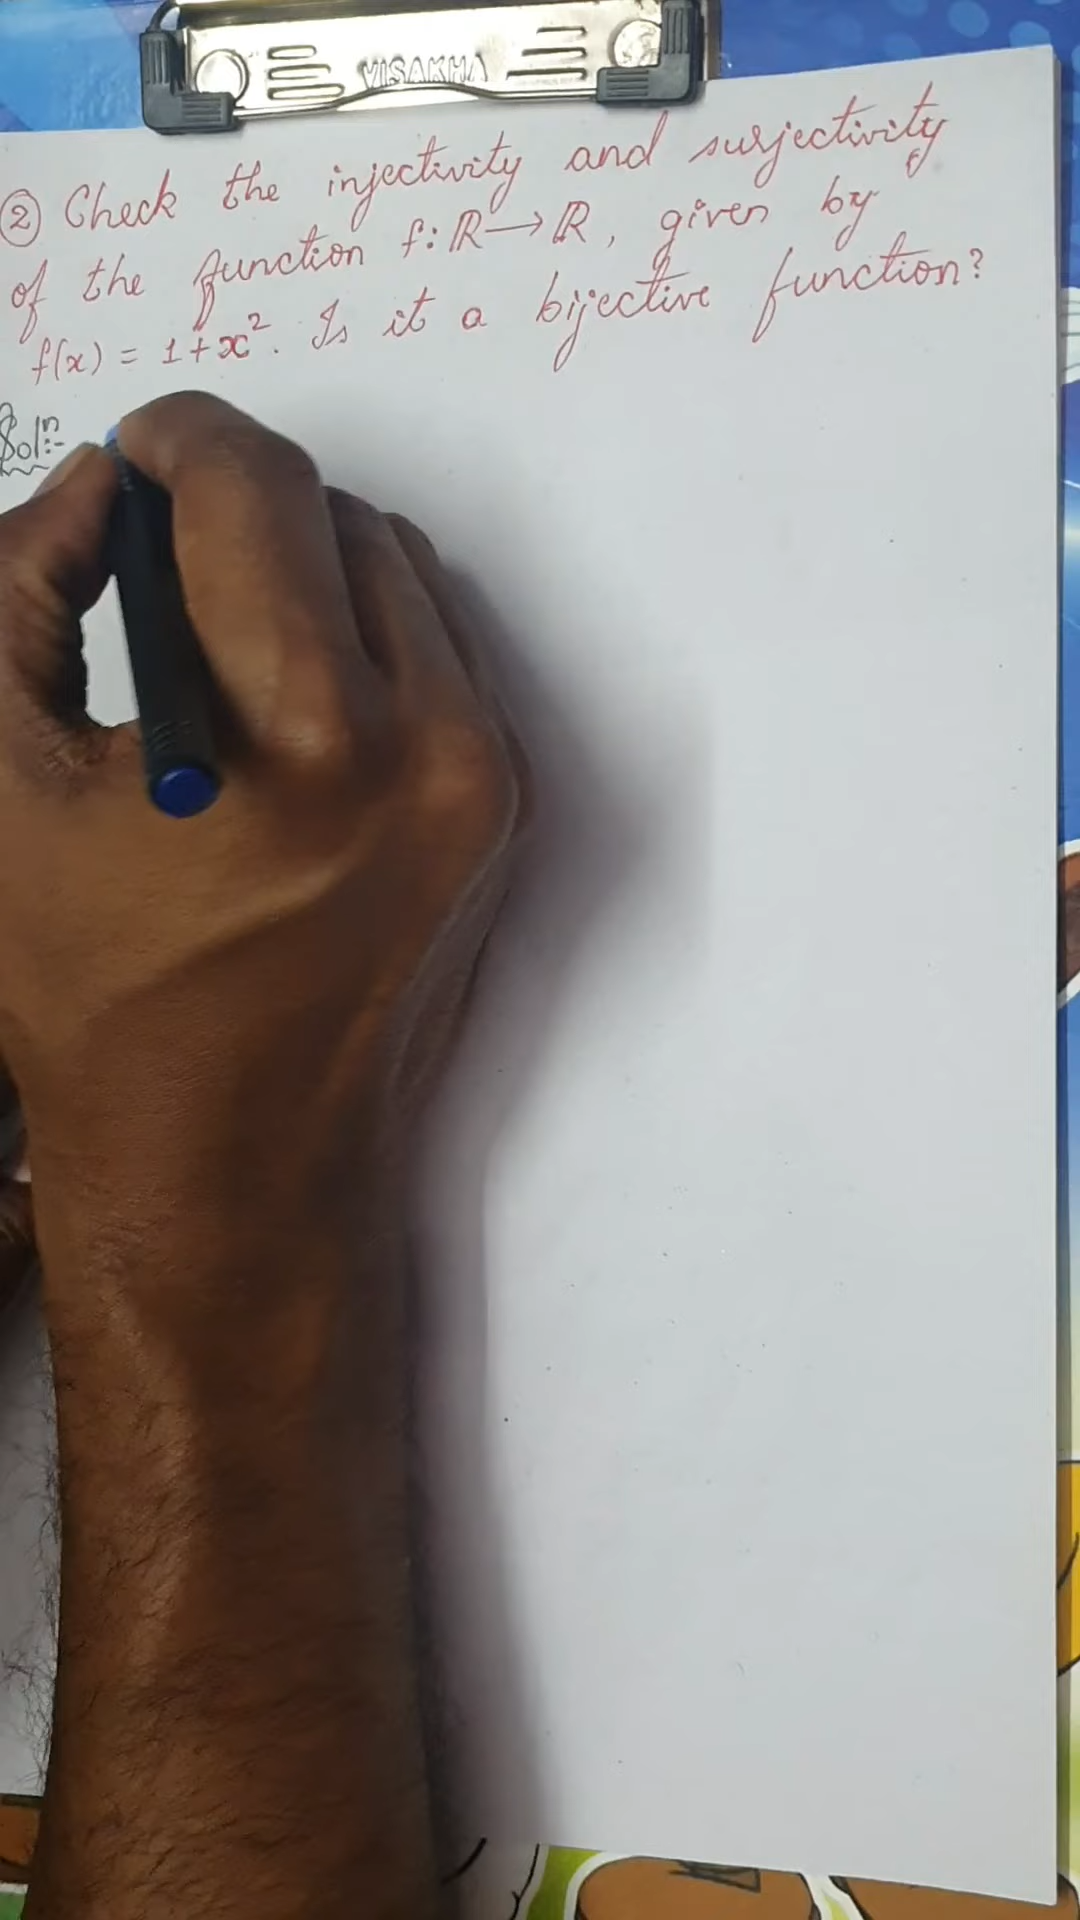 VISAKHA
② Check the injectivity and surjectivity
of the function f: ℝ→ℝ, given by
f(x) = 1+x². Is it a bijective function?
Solⁿ:-